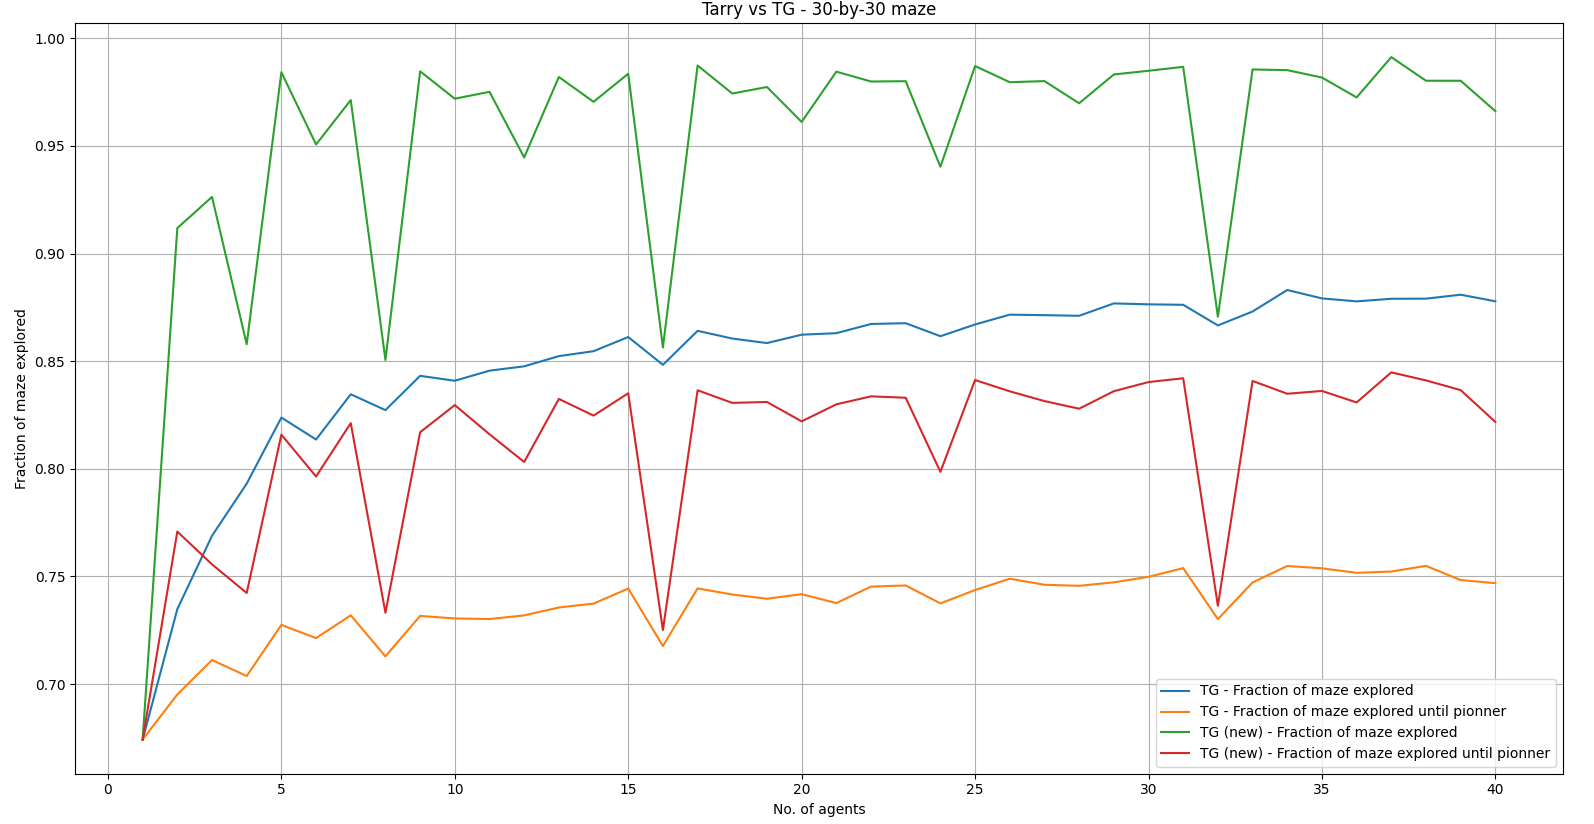 Tarry vs TG - 30-by-30 maze
Fraction of maze explored
1.00
0.95
0.90
0.85
0.80
0.75
0.70
0 5 10 15 20 25 30 35 40
No. of agents
TG - Fraction of maze explored
TG - Fraction of maze explored until pionner
TG (new) - Fraction of maze explored
TG (new) - Fraction of maze explored until pionner